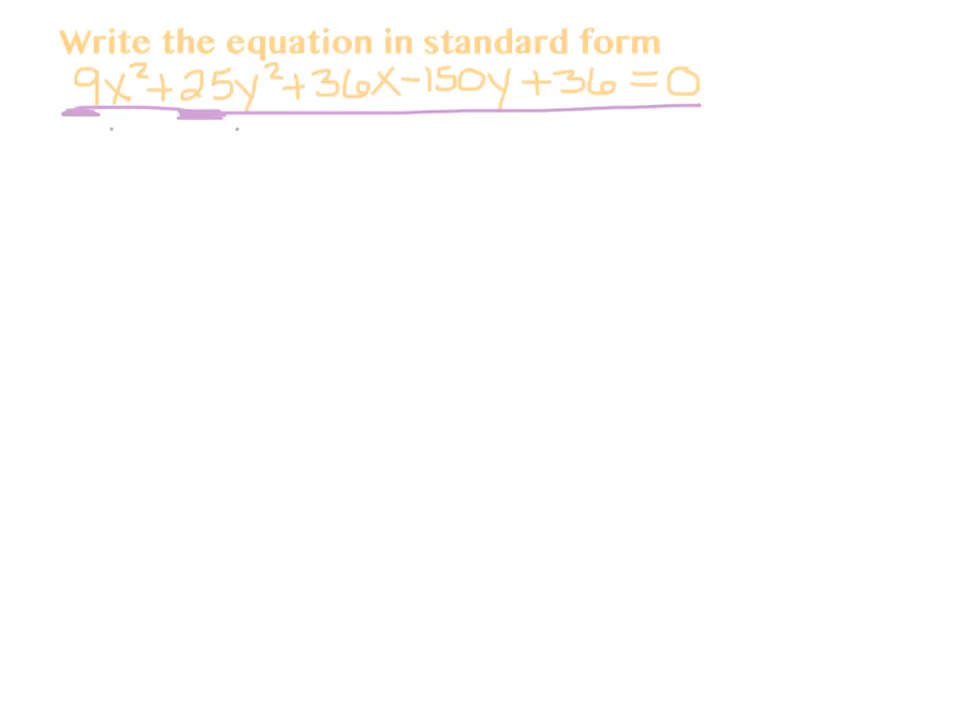 Write the equation in standard form
9x²+25y²+36x-150y+36=0